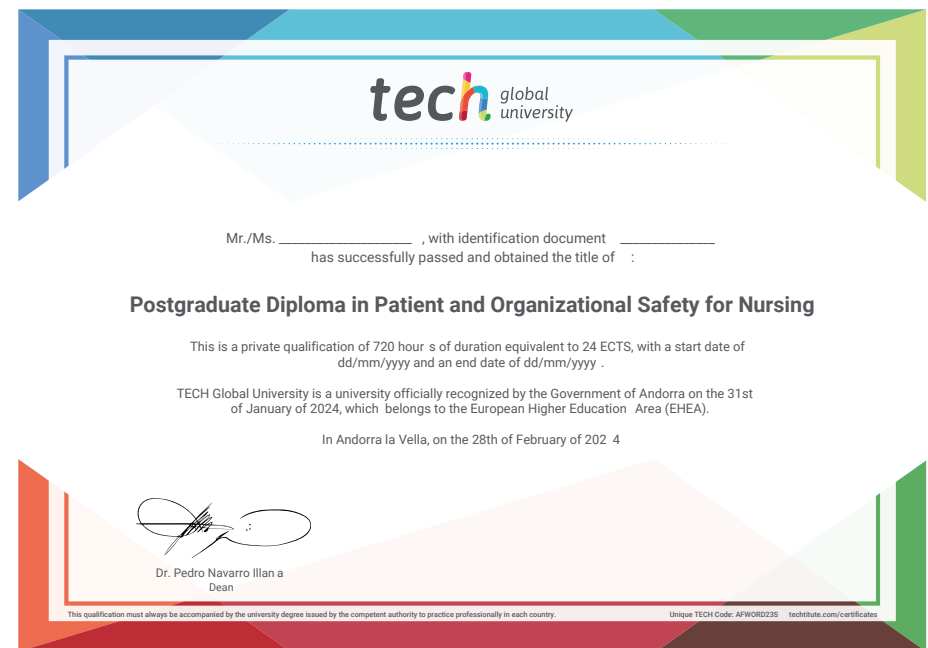 tech global university
Mr./Ms. ____________________ , with identification document ______________
has successfully passed and obtained the title of :
Postgraduate Diploma in Patient and Organizational Safety for Nursing
This is a private qualification of 720 hour s of duration equivalent to 24 ECTS, with a start date of
dd/mm/yyyy and an end date of dd/mm/yyyy .
TECH Global University is a university officially recognized by the Government of Andorra on the 31st
of January of 2024, which belongs to the European Higher Education Area (EHEA).
In Andorra la Vella, on the 28th of February of 202 4
Dr. Pedro Navarro Illan a
Dean
This qualification must always be accompanied by the university degree issued by the competent authority to practice professionally in each country.
Unique TECH Code: AFWORD23S techtitute.com/certificates